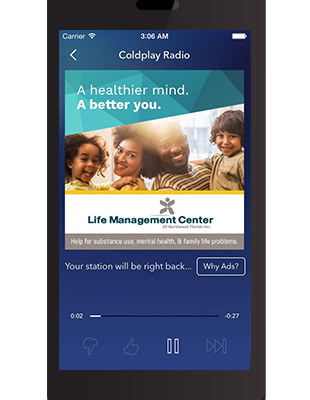 Carrier 3:06 AM
Coldplay Radio
A healthier mind.
A better you.
Life Management Center
Of Northwest Florida Inc.
Help for substance use, mental health, & family life problems.
Your station will be right back... Why Ads?
0:02 -0:27